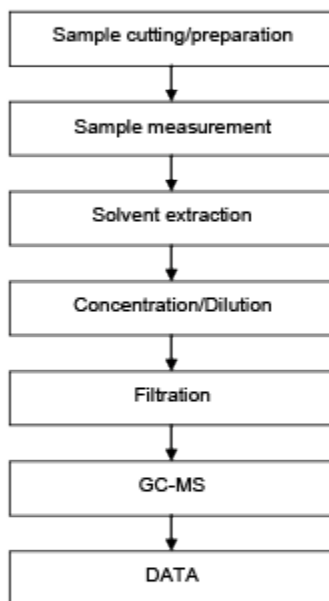 Sample cutting/preparation
Sample measurement
Solvent extraction
Concentration/Dilution
Filtration
GC-MS
DATA